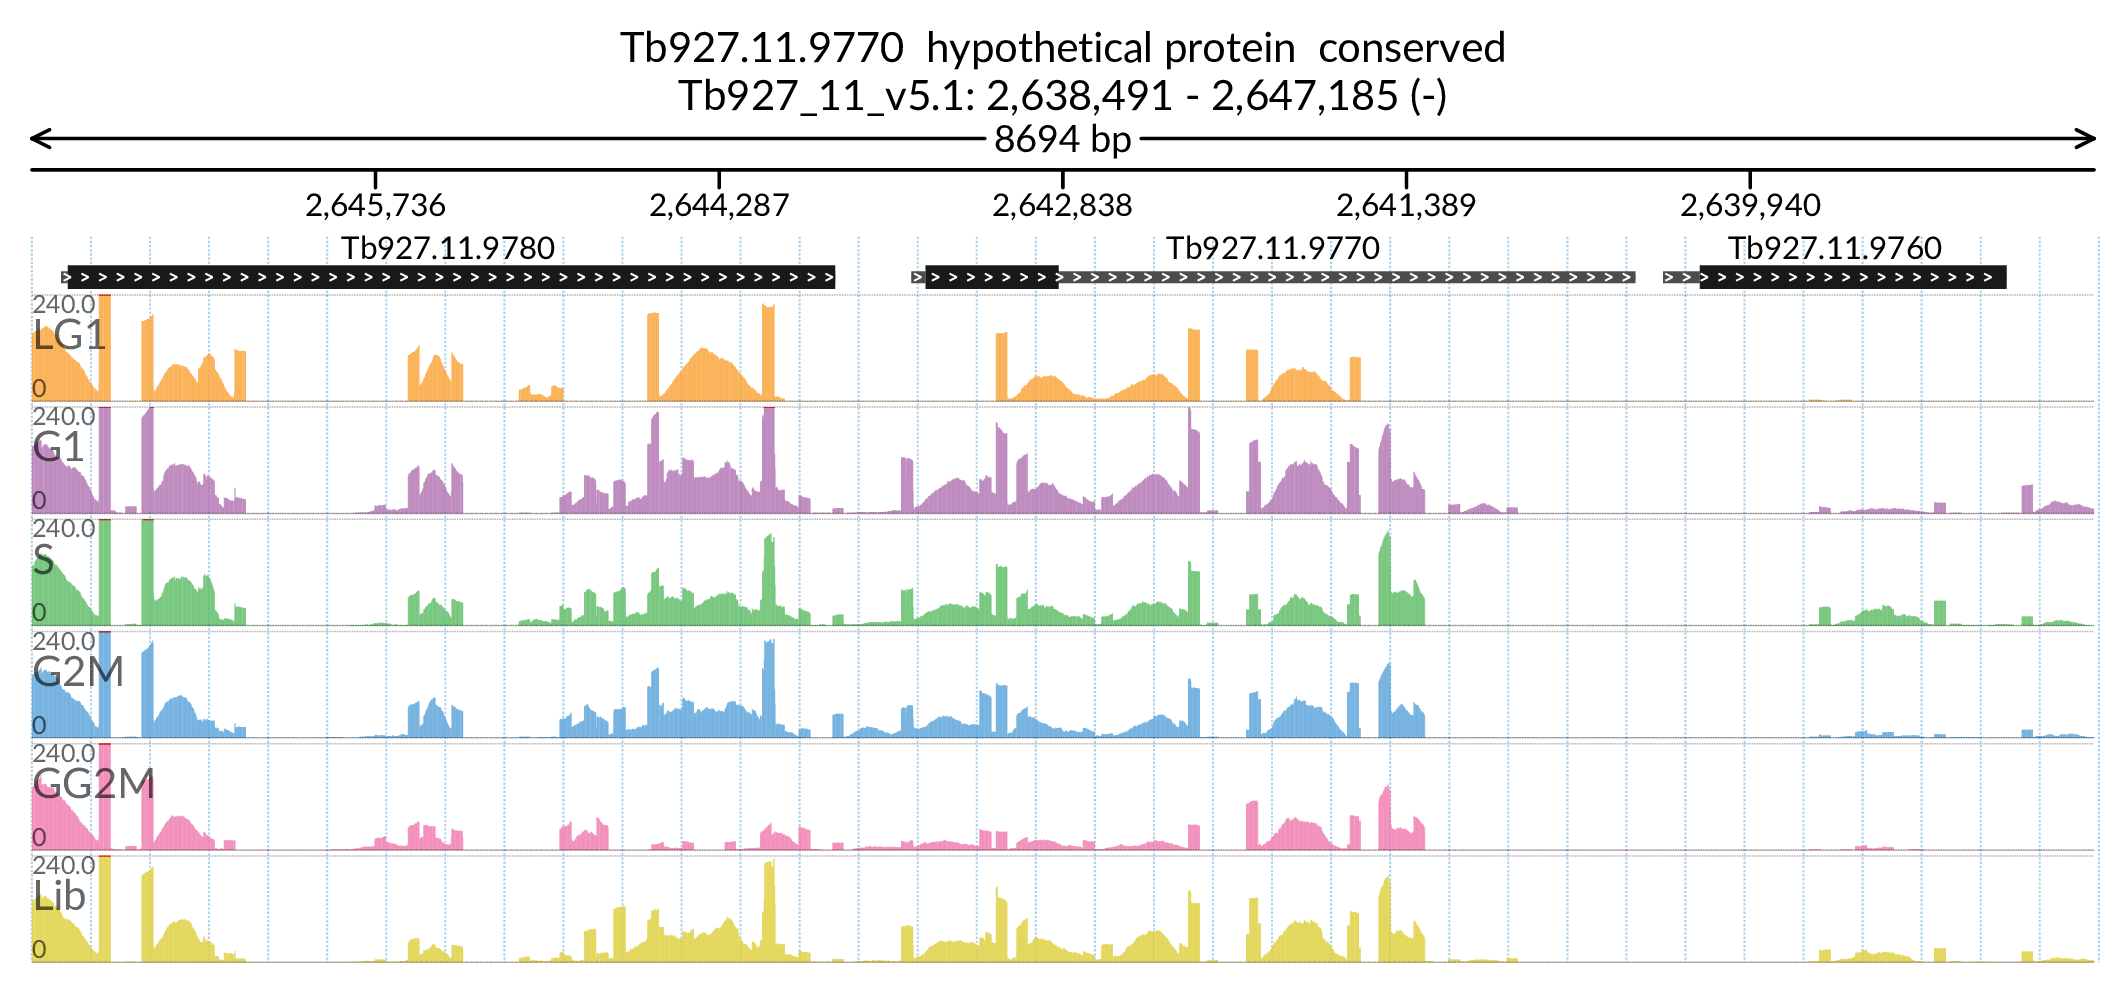 Tb927.11.9770  hypothetical protein  conserved
Tb927_11_v5.1: 2,638,491 - 2,647,185 (-)
8694 bp
2,645,736 2,644,287 2,642,838 2,641,389 2,639,940
Tb927.11.9780 Tb927.11.9770 Tb927.11.9760
240.0
LG1
0
240.0
G1
0
240.0
S
0
240.0
G2M
0
240.0
GG2M
0
240.0
Lib
0